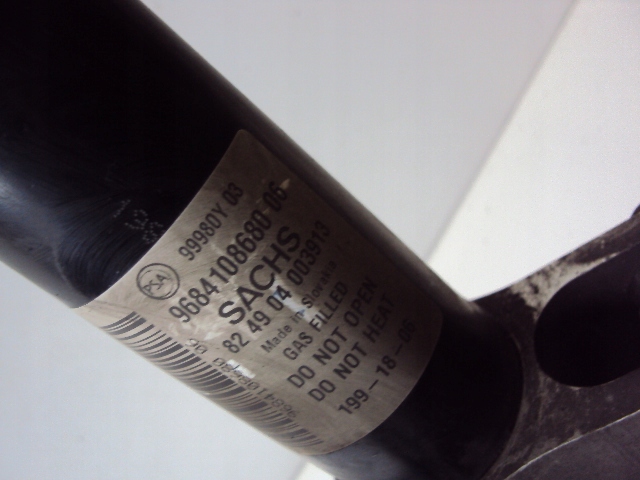 PSA 99980Y 03
9684108680 06
SACHS
82 49 04 003913
Made in Slovakia
GAS FILLED
DO NOT OPEN
DO NOT HEAT
199-18-06